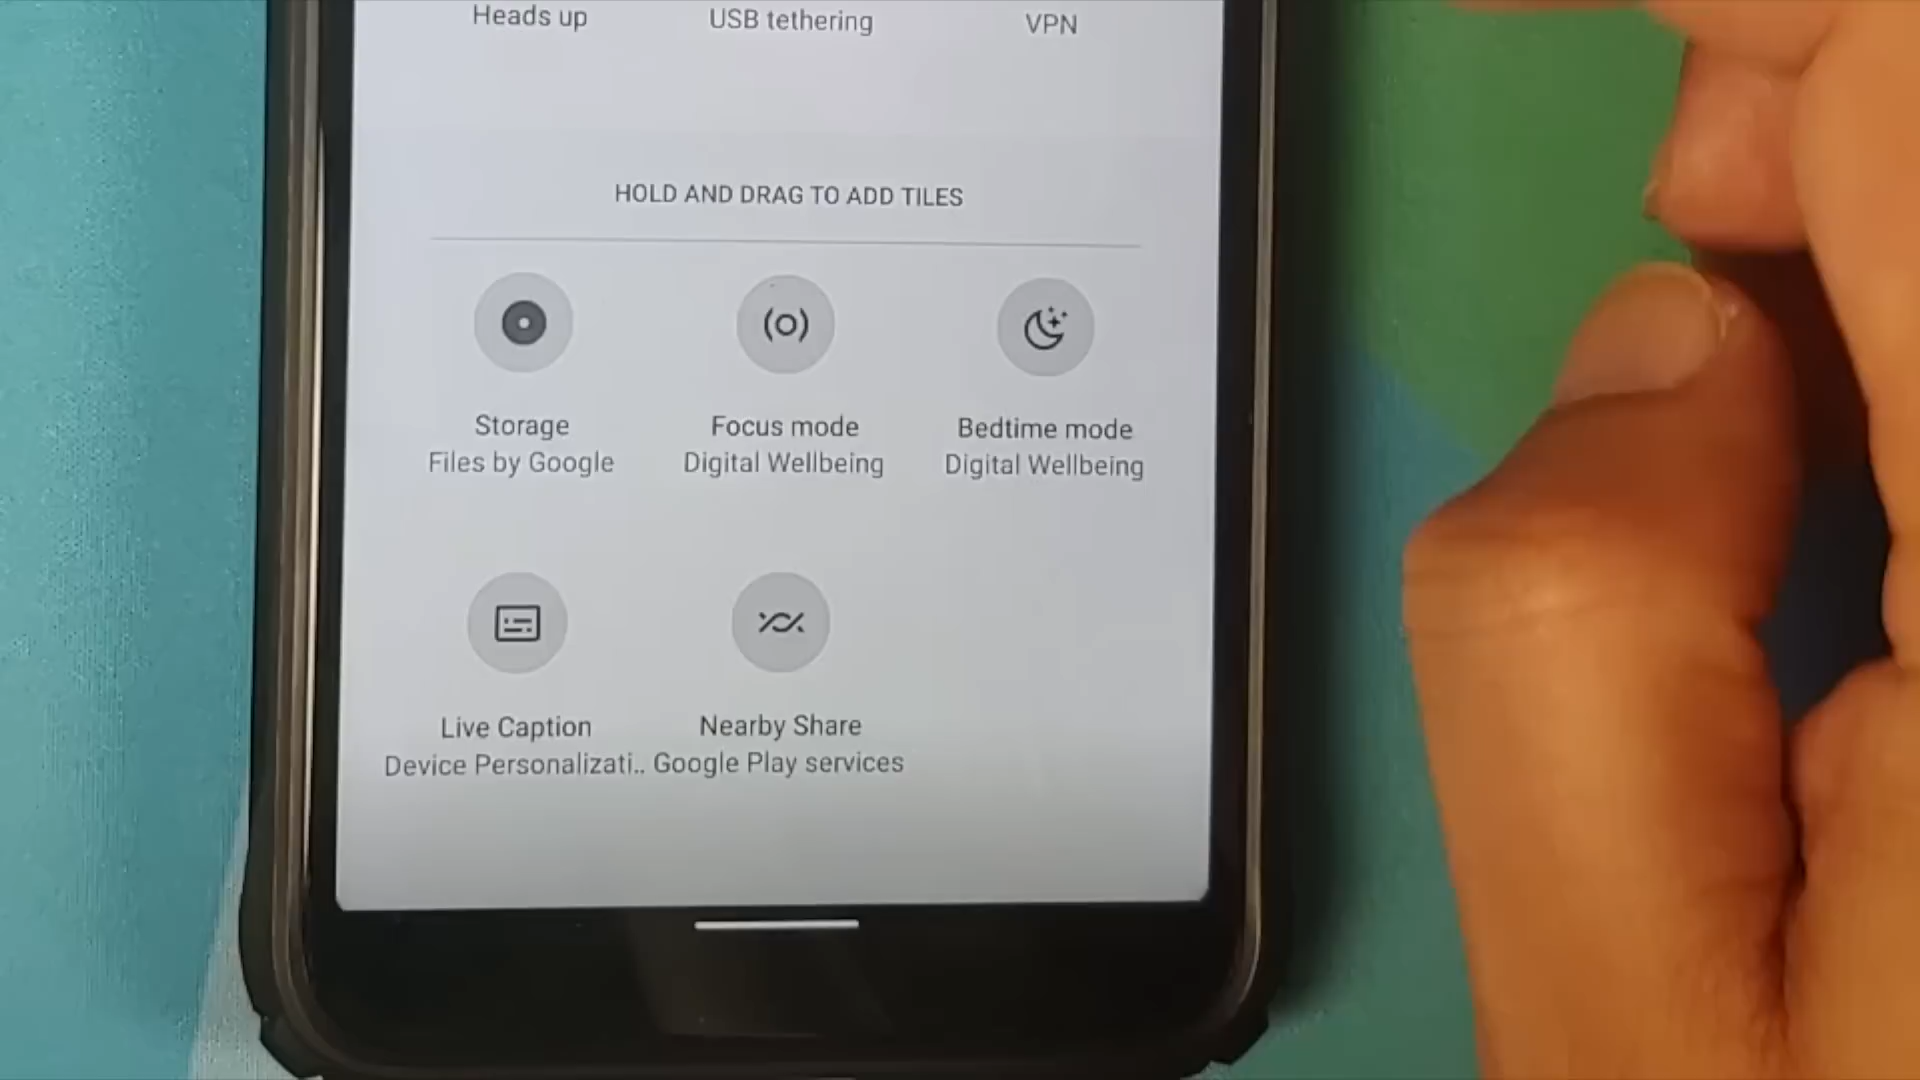 Heads up
USB tethering
VPN
HOLD AND DRAG TO ADD TILES
Storage
Files by Google
Focus mode
Digital Wellbeing
Bedtime mode
Digital Wellbeing
Live Caption
Device Personalizati..
Nearby Share
Google Play services